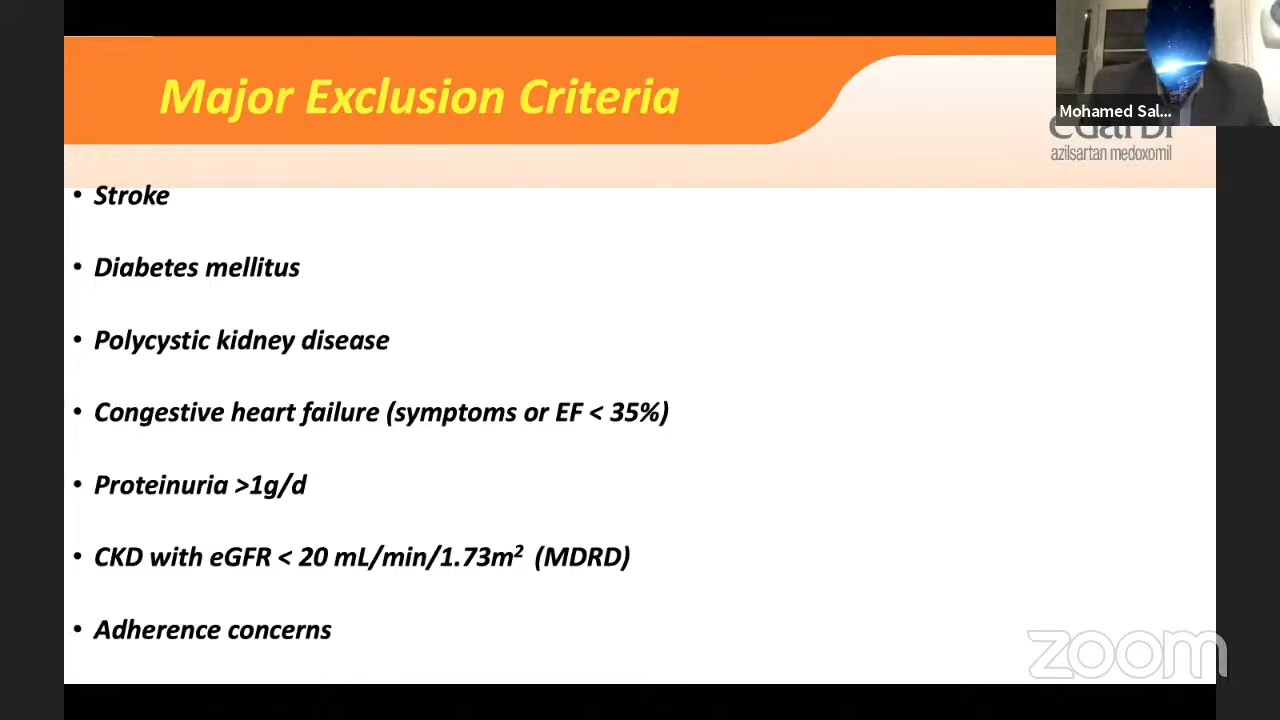 Major Exclusion Criteria
Mohamed Sal...
azilsartan medoxomil
• Stroke
• Diabetes mellitus
• Polycystic kidney disease
• Congestive heart failure (symptoms or EF < 35%)
• Proteinuria >1g/d
• CKD with eGFR < 20 mL/min/1.73m² (MDRD)
• Adherence concerns
zoom